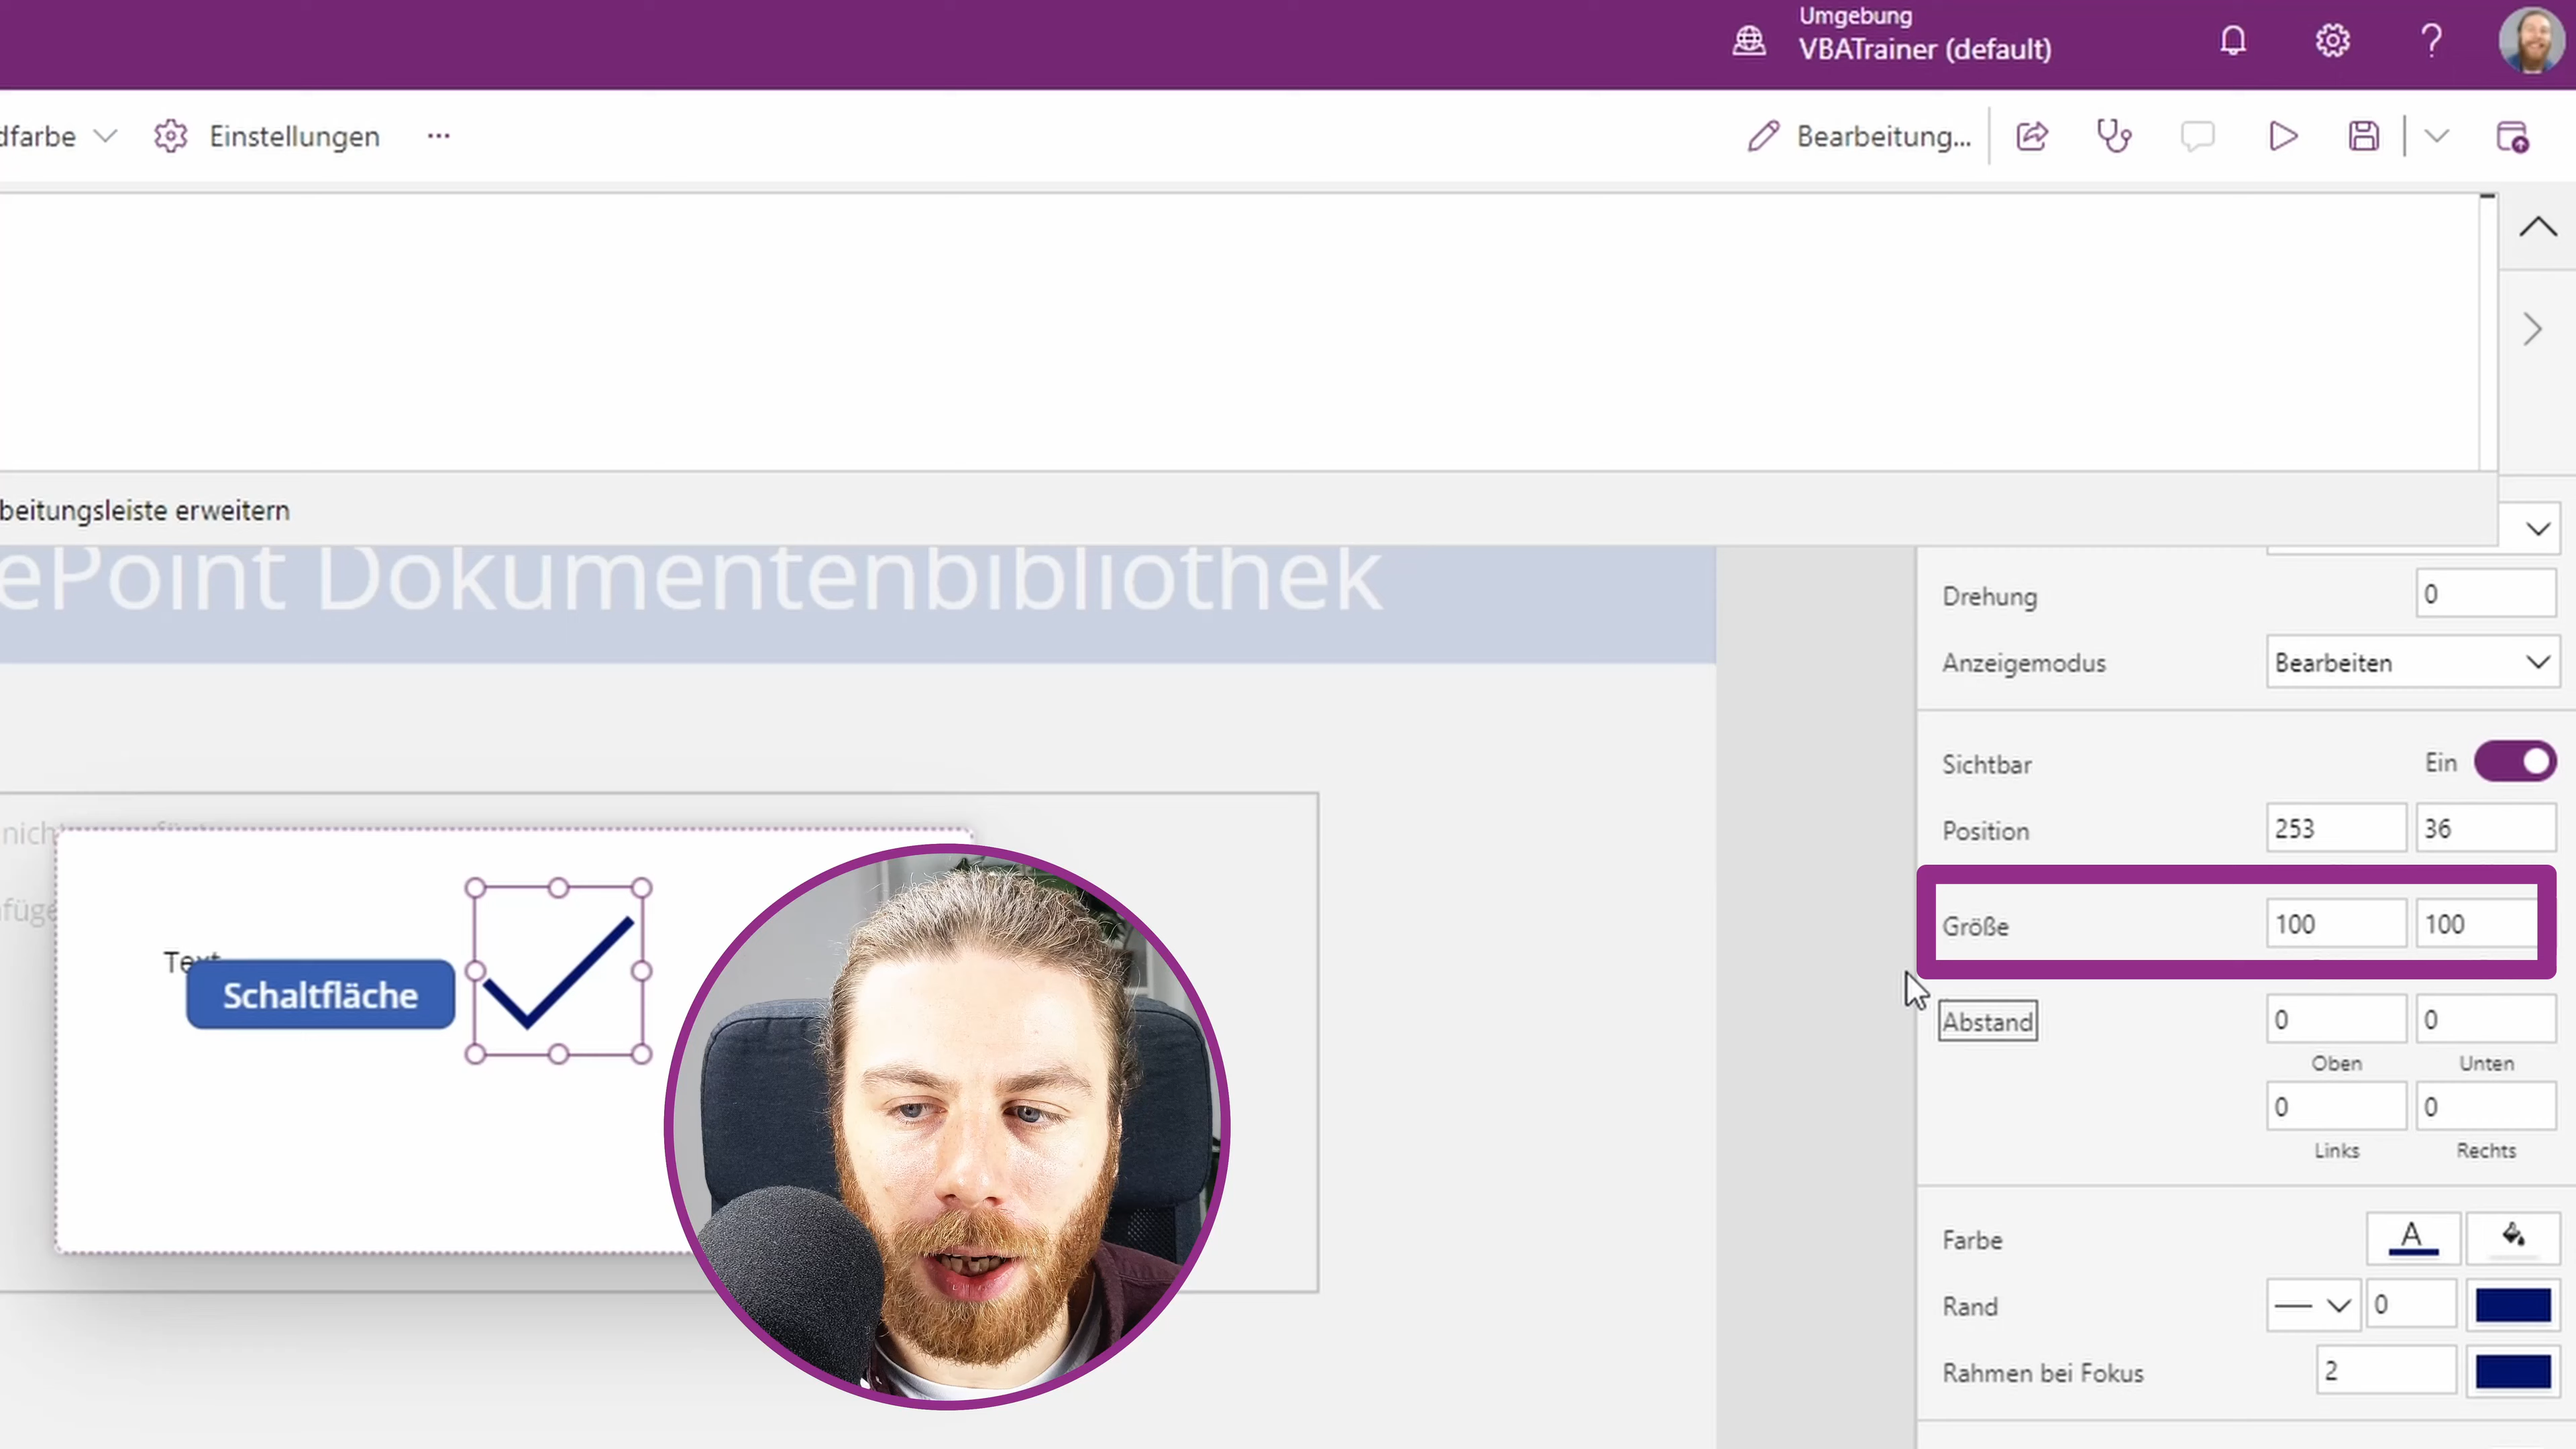 Umgebung
VBATrainer (default)
dfarbe
Einstellungen
...
Bearbeitung...
beitungsleiste erweitern
ePoint Dokumentenbibliothek
Drehung
0
Anzeigemodus
Bearbeiten
Sichtbar
Ein
Position
253
36
nicht
füge
Text
Schaltfläche
Größe
100
100
Abstand
0
0
Oben
Unten
0
0
Links
Rechts
Farbe
A
Rand
0
Rahmen bei Fokus
2